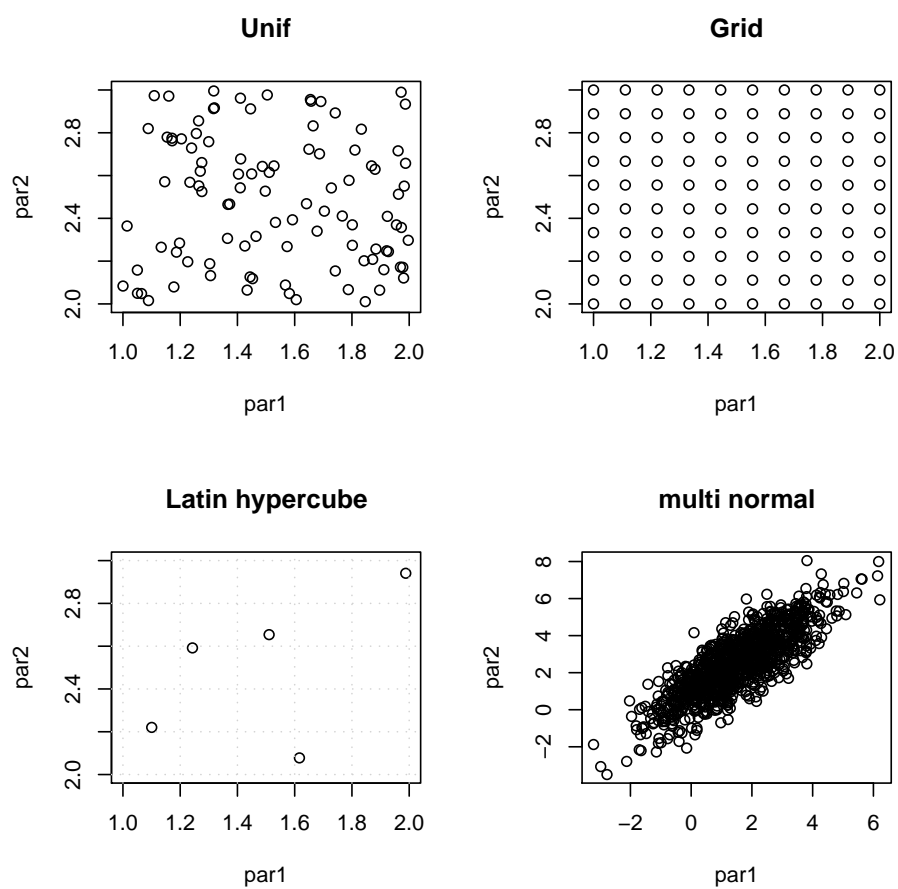 Unif
par2
2.0 2.4 2.8
1.0 1.2 1.4 1.6 1.8 2.0
par1
Grid
par2
2.0 2.4 2.8
1.0 1.2 1.4 1.6 1.8 2.0
par1
Latin hypercube
par2
2.0 2.4 2.8
1.0 1.2 1.4 1.6 1.8 2.0
par1
multi normal
par2
−2 0 2 4 6 8
−2 0 2 4 6
par1